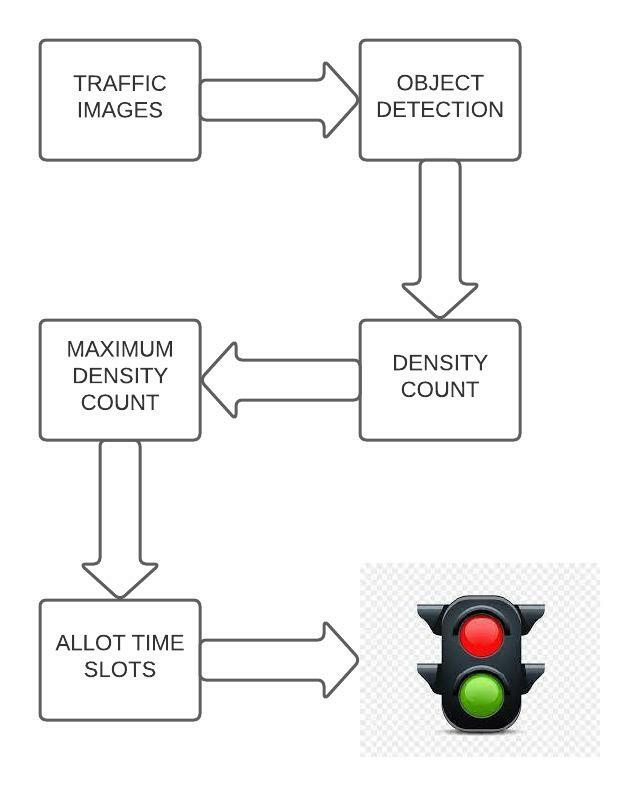 TRAFFIC
IMAGES
OBJECT
DETECTION
DENSITY
COUNT
MAXIMUM
DENSITY
COUNT
ALLOT TIME
SLOTS